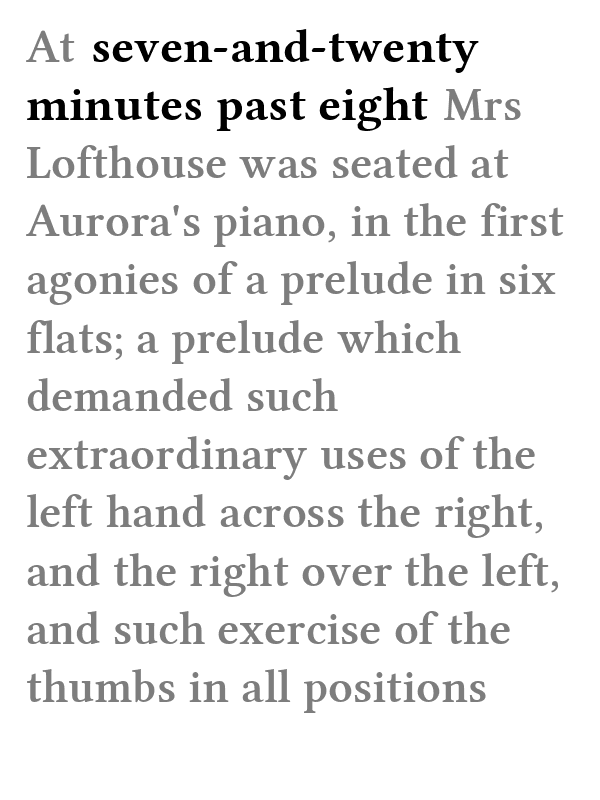 At seven-and-twenty
minutes past eight Mrs
Lofthouse was seated at
Aurora's piano, in the first
agonies of a prelude in six
flats; a prelude which
demanded such
extraordinary uses of the
left hand across the right,
and the right over the left,
and such exercise of the
thumbs in all positions